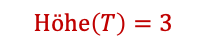 Höhe(T) = 3